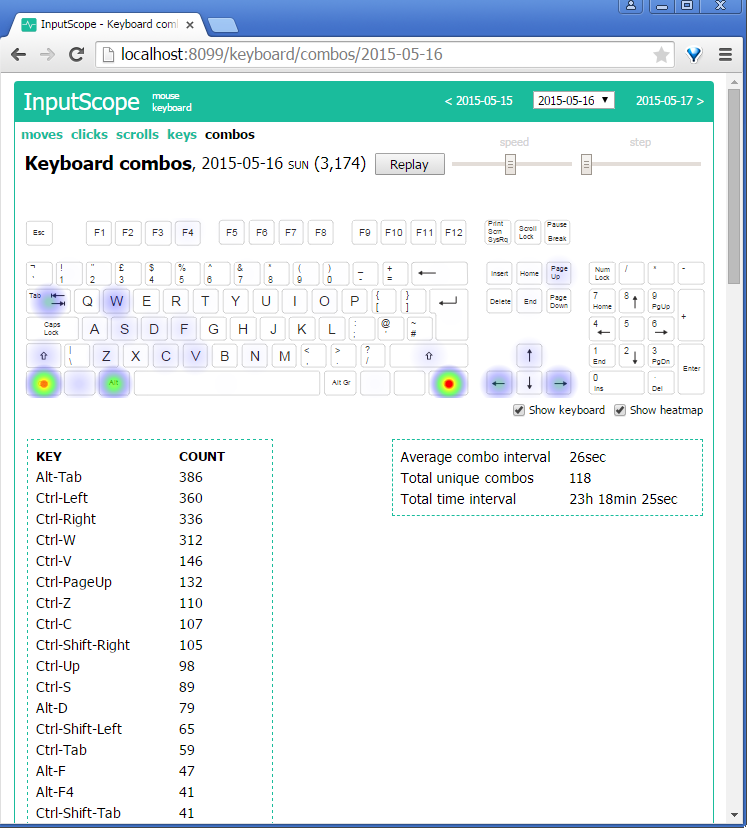 InputScope - Keyboard com
localhost:8099/keyboard/combos/2015-05-16
InputScope mouse keyboard < 2015-05-15 2015-05-16 2015-05-17 >
moves clicks scrolls keys combos
speed step
Keyboard combos, 2015-05-16 SUN (3,174) Replay
Esc F1 F2 F3 F4 F5 F6 F7 F8 F9 F10 F11 F12 Print Scrn SysRq Scroll Lock Pause Break
¬ ' ! 1 " 2 £ 3 $ 4 % 5 ^ 6 & 7 * 8 ( 9 ) 0 _ - + = ← Insert Home Page Up Num Lock / * -
Tab Q W E R T Y U I O P { [ } ] Delete End Page Down 7 Home 8 ↑ 9 PgUp +
Caps Lock A S D F G H J K L : ; @ ' ~ # 4 ← 5 6 →
⇧ | \ Z X C V B N M < , > . ? / ⇧ ↑ 1 End 2 ↓ 3 PgDn Enter
Alt Alt Gr ← ↓ → 0 Ins . Del
Show keyboard Show heatmap
KEY COUNT
Alt-Tab 386
Ctrl-Left 360
Ctrl-Right 336
Ctrl-W 312
Ctrl-V 146
Ctrl-PageUp 132
Ctrl-Z 110
Ctrl-C 107
Ctrl-Shift-Right 105
Ctrl-Up 98
Ctrl-S 89
Alt-D 79
Ctrl-Shift-Left 65
Ctrl-Tab 59
Alt-F 47
Alt-F4 41
Ctrl-Shift-Tab 41
Average combo interval 26sec
Total unique combos 118
Total time interval 23h 18min 25sec